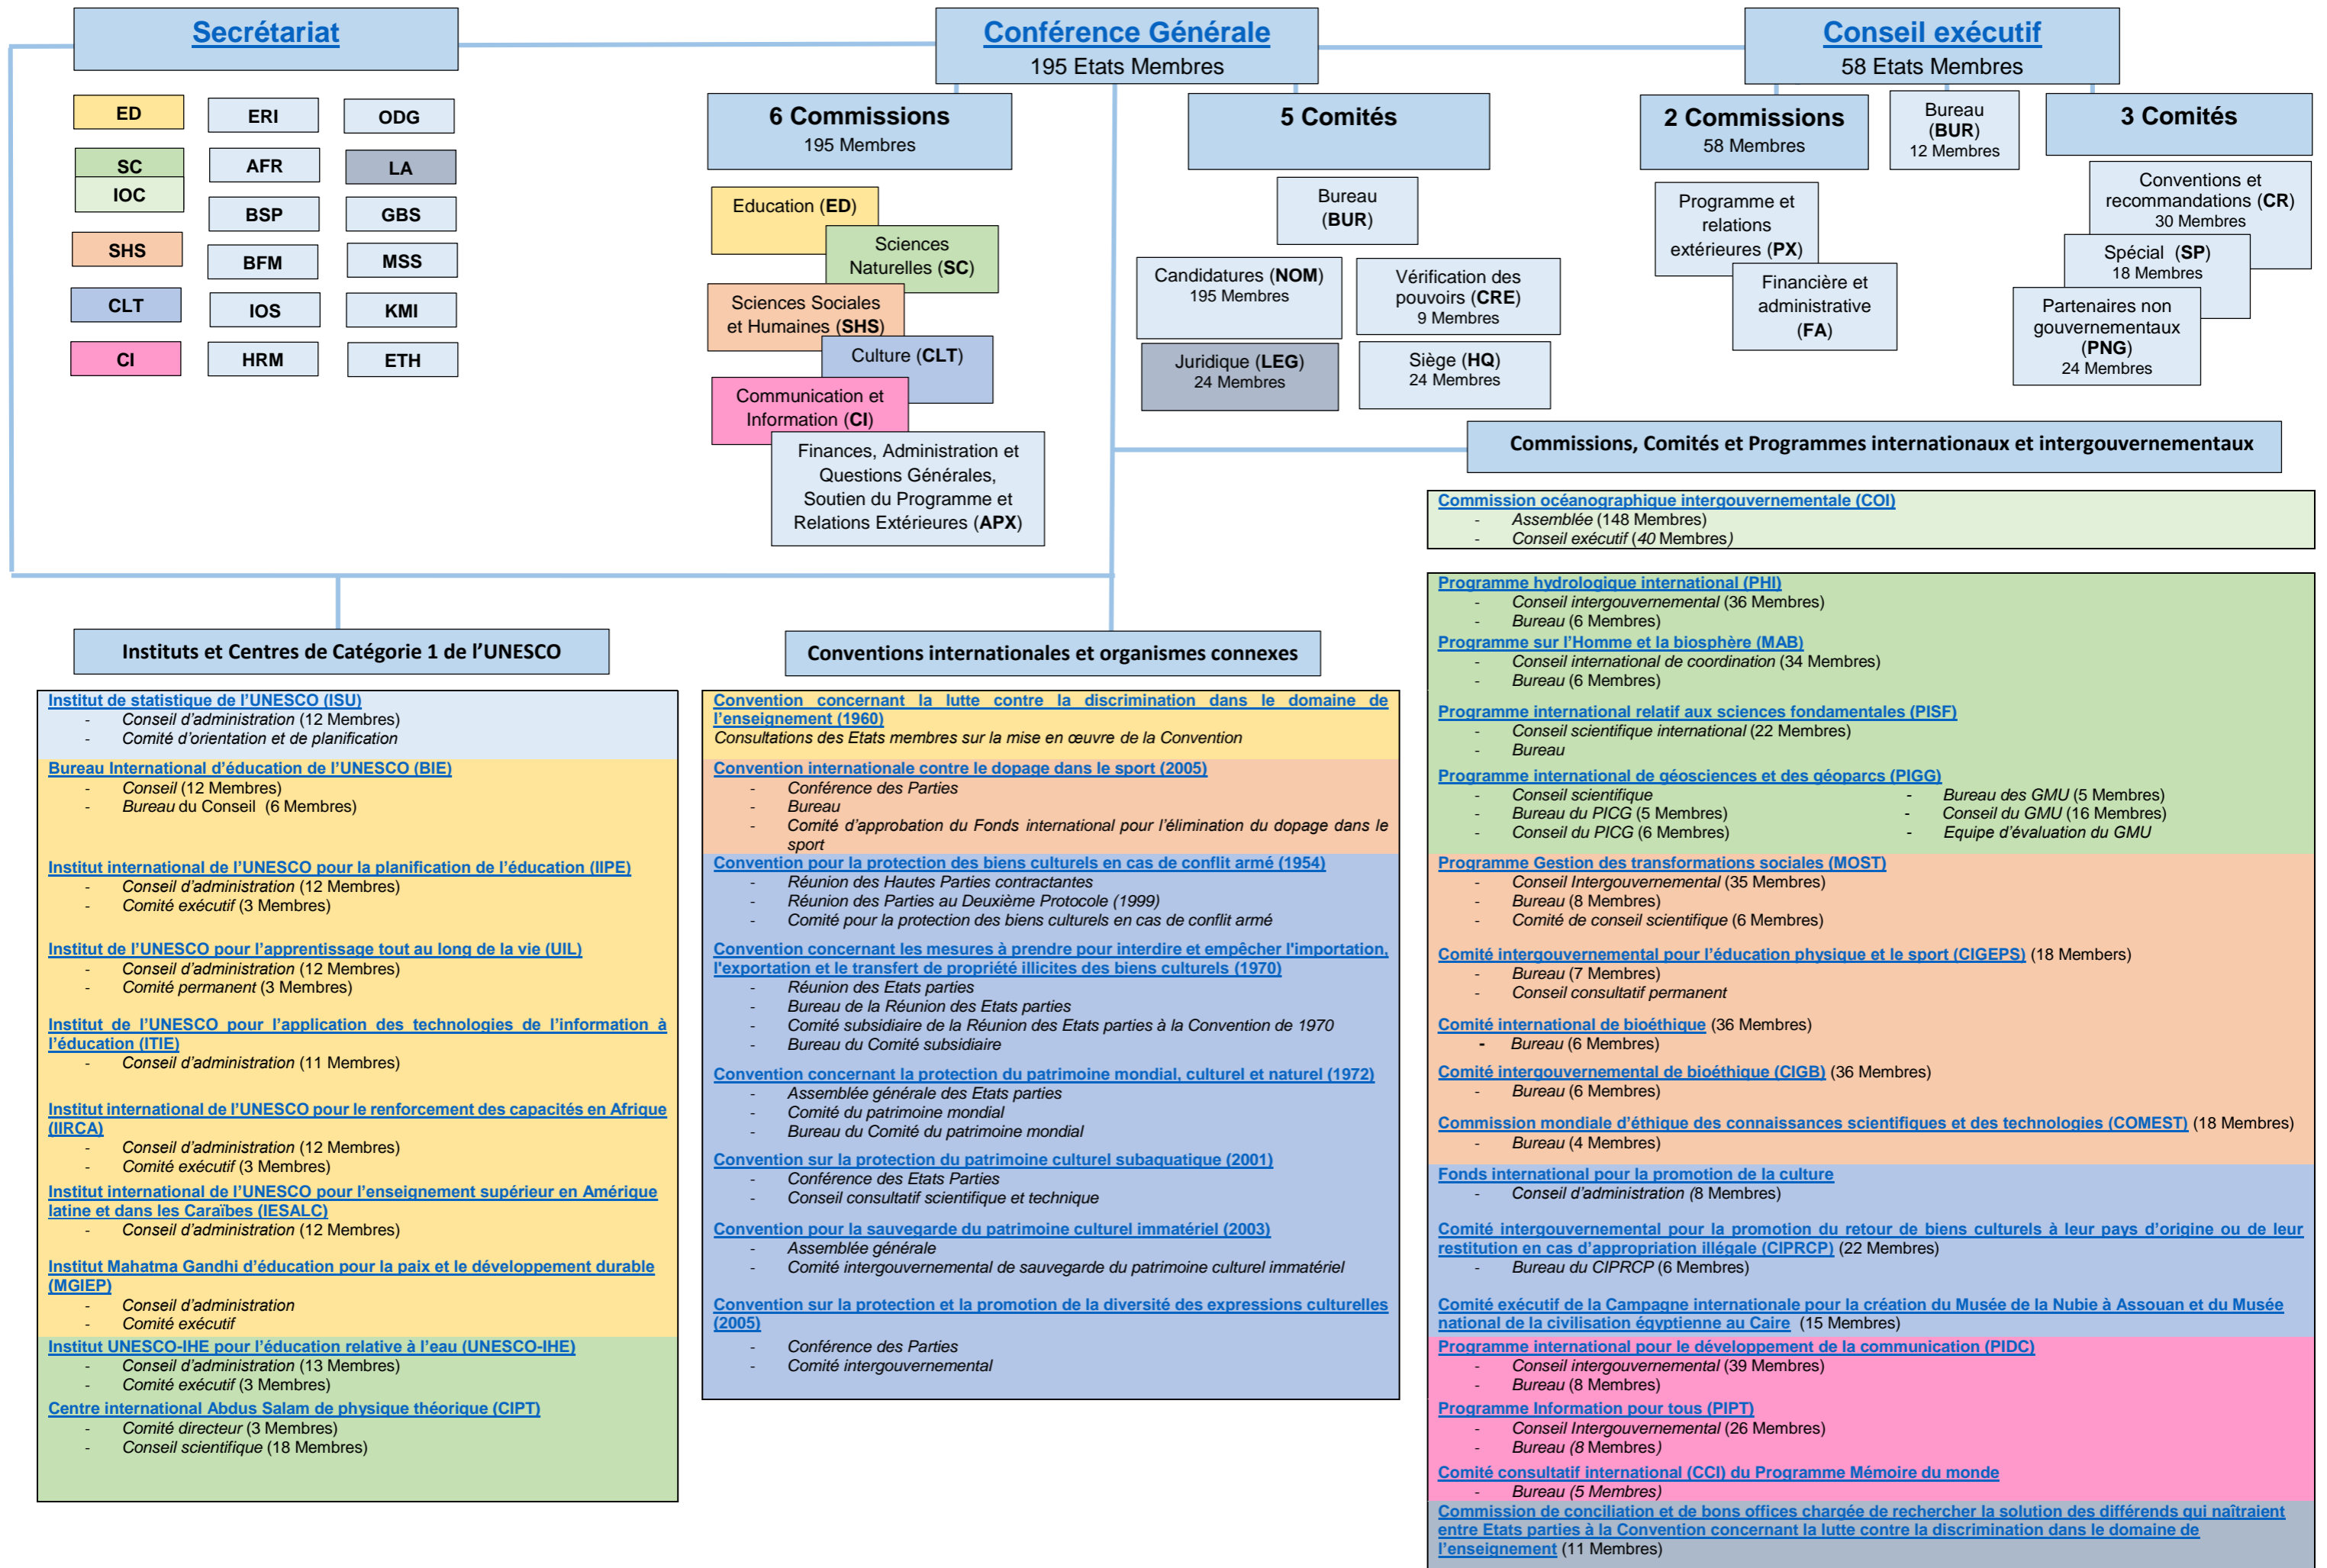 Secrétariat
ED
SC
IOC
SHS
CLT
CI
ERI
AFR
BSP
BFM
IOS
HRM
ODG
LA
GBS
MSS
KMI
ETH
Conférence Générale
195 Etats Membres
6 Commissions
195 Membres
Education (ED)
Sciences
Naturelles (SC)
Sciences Sociales
et Humaines (SHS)
Culture (CLT)
Communication et
Information (CI)
Finances, Administration et
Questions Générales,
Soutien du Programme et
Relations Extérieures (APX)
5 Comités
Bureau
(BUR)
Candidatures (NOM)
195 Membres
Vérification des
pouvoirs (CRE)
9 Membres
Juridique (LEG)
24 Membres
Siège (HQ)
24 Membres
Conseil exécutif
58 Etats Membres
2 Commissions
58 Membres
Programme et
relations
extérieures (PX)
Financière et
administrative
(FA)
Bureau
(BUR)
12 Membres
3 Comités
Conventions et
recommandations (CR)
30 Membres
Spécial (SP)
18 Membres
Partenaires non
gouvernementaux
(PNG)
24 Membres
Instituts et Centres de Catégorie 1 de l'UNESCO
Institut de statistique de l'UNESCO (ISU)
- Conseil d'administration (12 Membres)
- Comité d'orientation et de planification
Bureau International d'éducation de l'UNESCO (BIE)
- Conseil (12 Membres)
- Bureau du Conseil (6 Membres)
Institut international de l'UNESCO pour la planification de l'éducation (IIPE)
- Conseil d'administration (12 Membres)
- Comité exécutif (3 Membres)
Institut de l'UNESCO pour l'apprentissage tout au long de la vie (UIL)
- Conseil d'administration (12 Membres)
- Comité permanent (3 Membres)
Institut de l'UNESCO pour l'application des technologies de l'information à
l'éducation (ITIE)
- Conseil d'administration (11 Membres)
Institut international de l'UNESCO pour le renforcement des capacités en Afrique
(IIRCA)
- Conseil d'administration (12 Membres)
- Comité exécutif (3 Membres)
Institut international de l'UNESCO pour l'enseignement supérieur en Amérique
latine et dans les Caraïbes (IESALC)
- Conseil d'administration (12 Membres)
Institut Mahatma Gandhi d'éducation pour la paix et le développement durable
(MGIEP)
- Conseil d'administration
- Comité exécutif
Institut UNESCO-IHE pour l'éducation relative à l'eau (UNESCO-IHE)
- Conseil d'administration (13 Membres)
- Comité exécutif (3 Membres)
Centre international Abdus Salam de physique théorique (CIPT)
- Comité directeur (3 Membres)
- Conseil scientifique (18 Membres)
Conventions internationales et organismes connexes
Convention concernant la lutte contre la discrimination dans le domaine de
l'enseignement (1960)
Consultations des Etats membres sur la mise en œuvre de la Convention
Convention internationale contre le dopage dans le sport (2005)
- Conférence des Parties
- Bureau
- Comité d'approbation du Fonds international pour l'élimination du dopage dans le
sport
Convention pour la protection des biens culturels en cas de conflit armé (1954)
- Réunion des Hautes Parties contractantes
- Réunion des Parties au Deuxième Protocole (1999)
- Comité pour la protection des biens culturels en cas de conflit armé
Convention concernant les mesures à prendre pour interdire et empêcher l'importation,
l'exportation et le transfert de propriété illicites des biens culturels (1970)
- Réunion des Etats parties
- Bureau de la Réunion des Etats parties
- Comité subsidiaire de la Réunion des Etats parties à la Convention de 1970
- Bureau du Comité subsidiaire
Convention concernant la protection du patrimoine mondial, culturel et naturel (1972)
- Assemblée générale des Etats parties
- Comité du patrimoine mondial
- Bureau du Comité du patrimoine mondial
Convention sur la protection du patrimoine culturel subaquatique (2001)
- Conférence des Etats Parties
- Conseil consultatif scientifique et technique
Convention pour la sauvegarde du patrimoine culturel immatériel (2003)
- Assemblée générale
- Comité intergouvernemental de sauvegarde du patrimoine culturel immatériel
Convention sur la protection et la promotion de la diversité des expressions culturelles
(2005)
- Conférence des Parties
- Comité intergouvernemental
Commissions, Comités et Programmes internationaux et intergouvernementaux
Commission océanographique intergouvernementale (COI)
- Assemblée (148 Membres)
- Conseil exécutif (40 Membres)
Programme hydrologique international (PHI)
- Conseil intergouvernemental (36 Membres)
- Bureau (6 Membres)
Programme sur l'Homme et la biosphère (MAB)
- Conseil international de coordination (34 Membres)
- Bureau (6 Membres)
Programme international relatif aux sciences fondamentales (PISF)
- Conseil scientifique international (22 Membres)
- Bureau
Programme international de géosciences et des géoparcs (PIGG)
- Conseil scientifique
- Bureau du PICG (5 Membres)
- Conseil du PICG (6 Membres)
- Bureau des GMU (5 Membres)
- Conseil du GMU (16 Membres)
- Equipe d'évaluation du GMU
Programme Gestion des transformations sociales (MOST)
- Conseil Intergouvernemental (35 Membres)
- Bureau (8 Membres)
- Comité de conseil scientifique (6 Membres)
Comité intergouvernemental pour l'éducation physique et le sport (CIGEPS) (18 Members)
- Bureau (7 Membres)
- Conseil consultatif permanent
Comité international de bioéthique (36 Membres)
- Bureau (6 Membres)
Comité intergouvernemental de bioéthique (CIGB) (36 Membres)
- Bureau (6 Membres)
Commission mondiale d'éthique des connaissances scientifiques et des technologies (COMEST) (18 Membres)
- Bureau (4 Membres)
Fonds international pour la promotion de la culture
- Conseil d'administration (8 Membres)
Comité intergouvernemental pour la promotion du retour de biens culturels à leur pays d'origine ou de leur
restitution en cas d'appropriation illégale (CIPRCP) (22 Membres)
- Bureau du CIPRCP (6 Membres)
Comité exécutif de la Campagne internationale pour la création du Musée de la Nubie à Assouan et du Musée
national de la civilisation égyptienne au Caire (15 Membres)
Programme international pour le développement de la communication (PIDC)
- Conseil intergouvernemental (39 Membres)
- Bureau (8 Membres)
Programme Information pour tous (PIPT)
- Conseil Intergouvernemental (26 Membres)
- Bureau (8 Membres)
Comité consultatif international (CCI) du Programme Mémoire du monde
- Bureau (5 Membres)
Commission de conciliation et de bons offices chargée de rechercher la solution des différends qui naîtraient
entre Etats parties à la Convention concernant la lutte contre la discrimination dans le domaine de
l'enseignement (11 Membres)